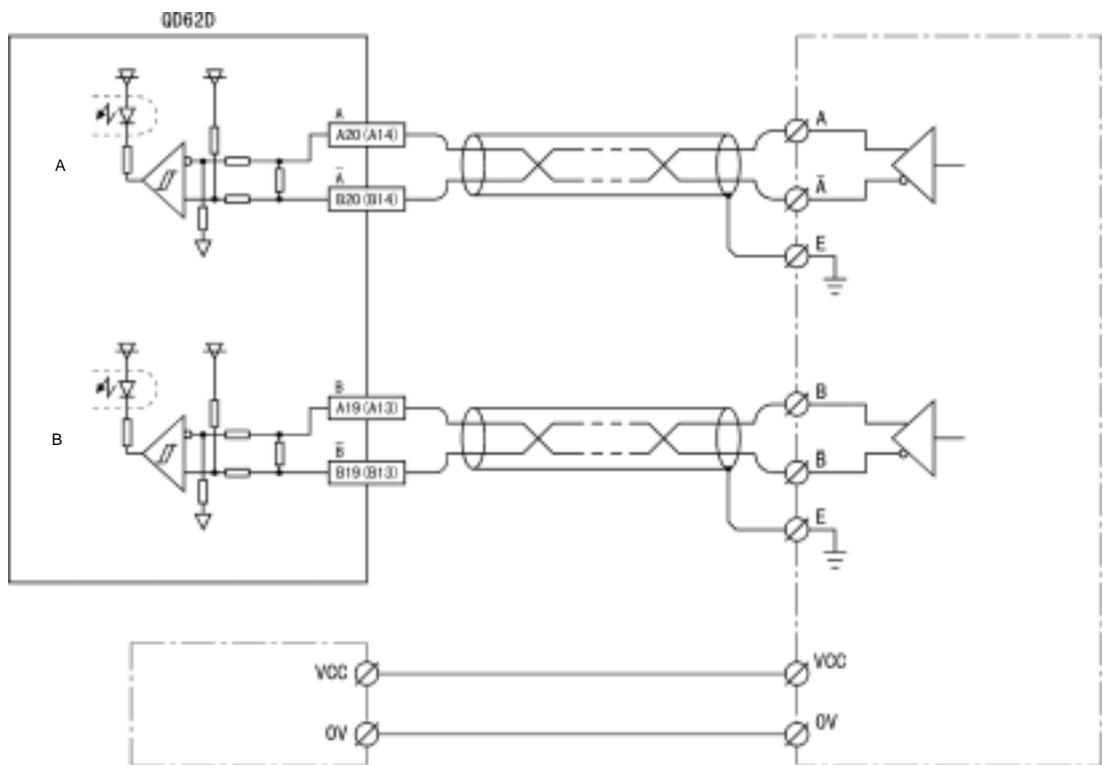 QD62D
A
A
A20(A14)
Ā
B20(B14)
A
Ā
E
B
B
A19(A13)
B̄
B19(B13)
B
B
E
VCC
VCC
0V
0V